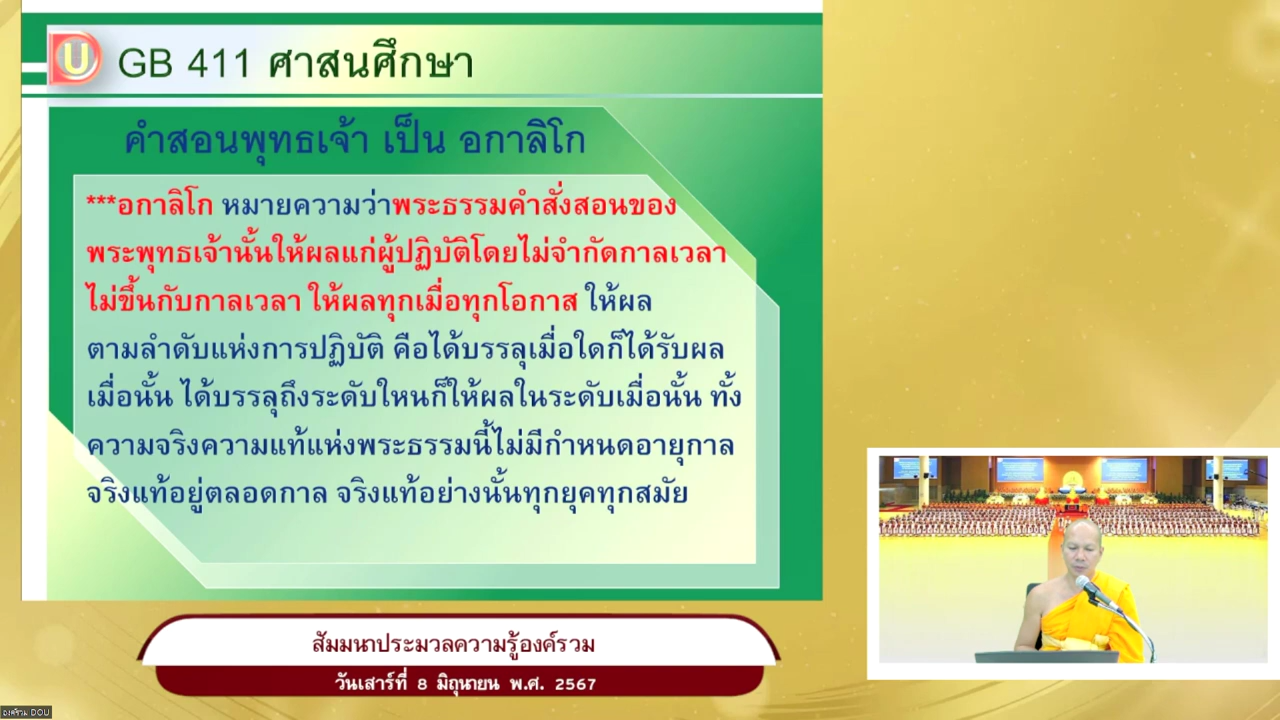 U
GB 411 ศาสนศึกษา
คำสอนพุทธเจ้า เป็น อกาลิโก
***อกาลิโก หมายความว่าพระธรรมคำสั่งสอนของ
พระพุทธเจ้านั้นให้ผลแก่ผู้ปฏิบัติโดยไม่จำกัดกาลเวลา
ไม่ขึ้นกับกาลเวลา ให้ผลทุกเมื่อทุกโอกาส ให้ผล
ตามลำดับแห่งการปฏิบัติ คือได้บรรลุเมื่อใดก็ได้รับผล
เมื่อนั้น ได้บรรลุถึงระดับใหนก็ให้ผลในระดับเมื่อนั้น ทั้ง
ความจริงความแท้แห่งพระธรรมนี้ไม่มีกำหนดอายุกาล
จริงแท้อยู่ตลอดกาล จริงแท้อย่างนั้นทุกยุคทุกสมัย
สัมมนาประมวลความรู้องค์รวม
วันเสาร์ที่ 8 มิถุนายน พ.ศ. 2567
องค์รวม DOU